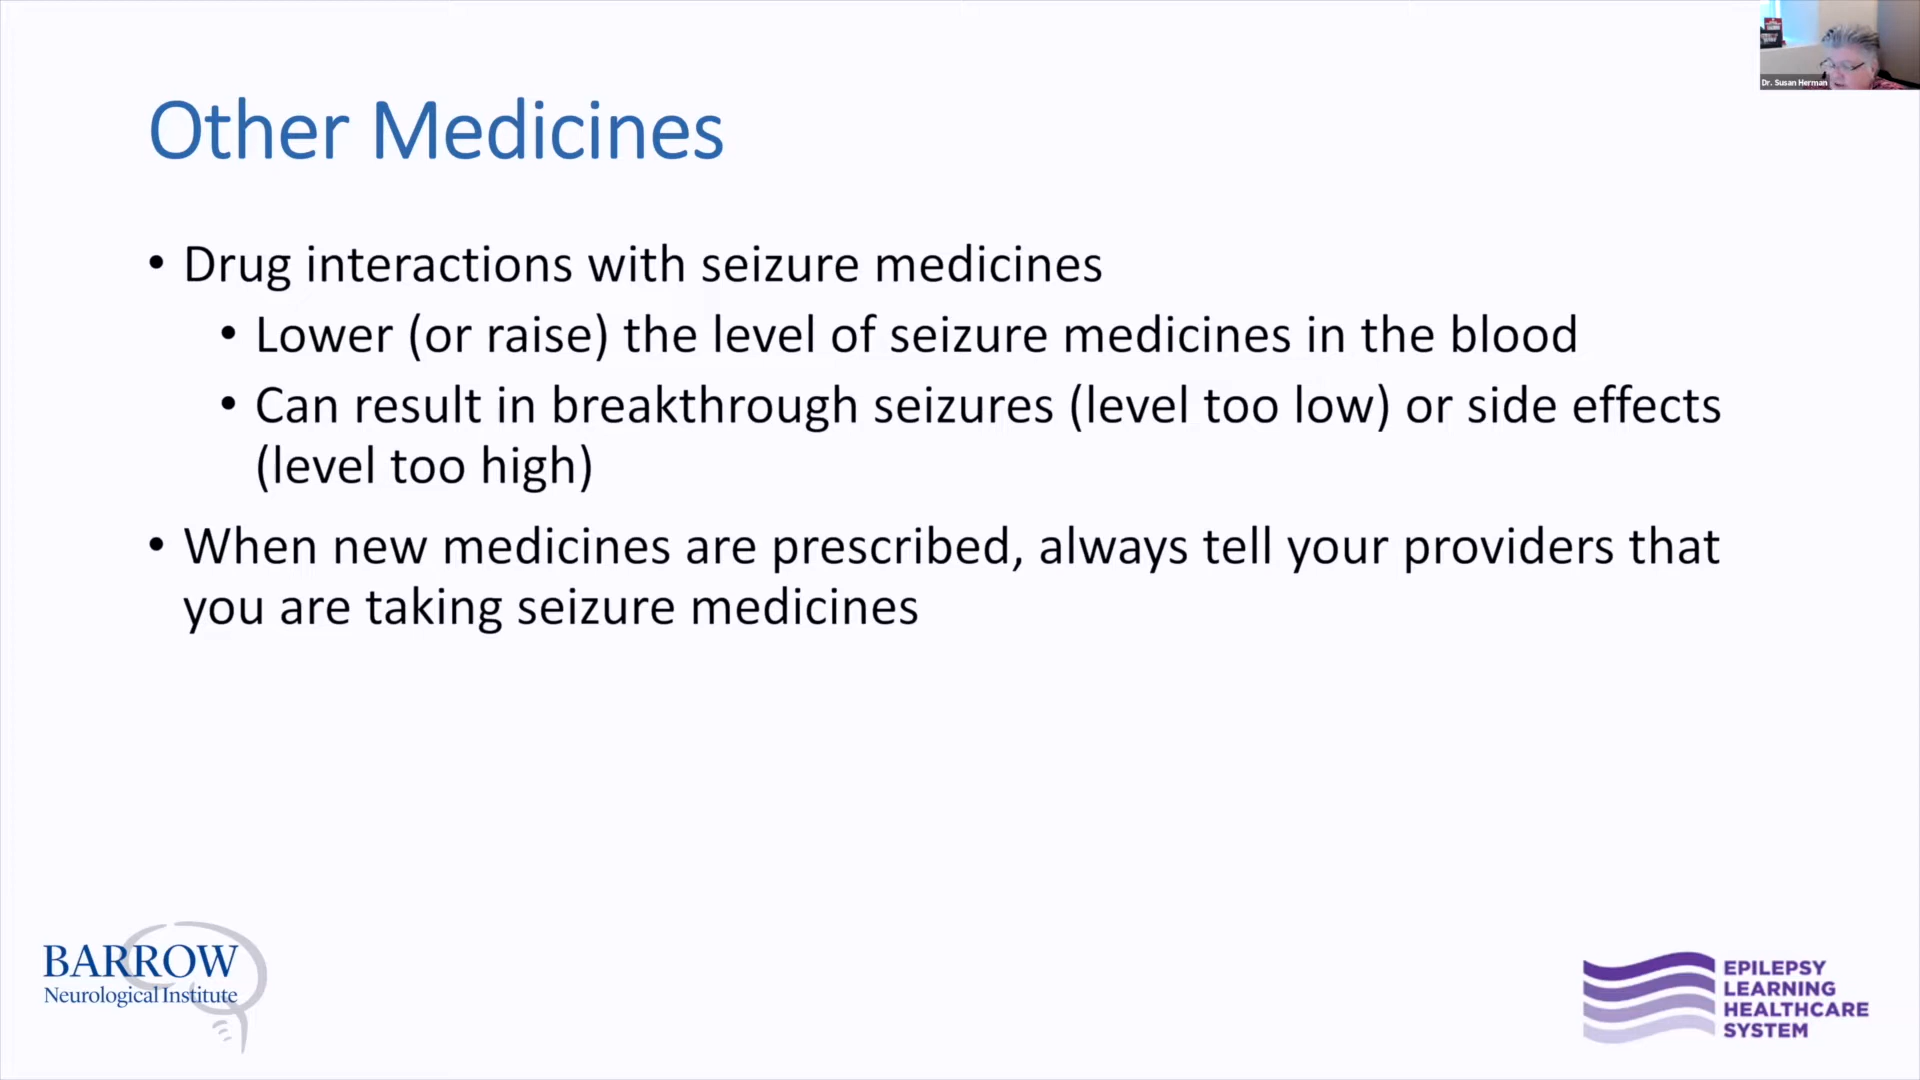 Dr. Susan Herman
Other Medicines
• Drug interactions with seizure medicines
• Lower (or raise) the level of seizure medicines in the blood
• Can result in breakthrough seizures (level too low) or side effects
(level too high)
• When new medicines are prescribed, always tell your providers that
you are taking seizure medicines
BARROW
Neurological Institute
EPILEPSY
LEARNING
HEALTHCARE
SYSTEM